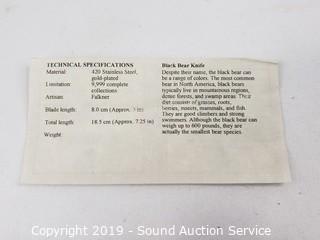 TECHNICAL SPECIFICATIONS
Material: 420 Stainless Steel,
gold-plated
Limitation: 9,999 complete
collections
Artisan: Falkner
Blade length: 8.0 cm (Approx. in)
Total length: 18.5 cm (Approx. 7.25 in)
Weight
Black Bear Knife
Despite their name, the black bear can
be a range of colors. The most common
bear in North America, black bears
typically live in mountainous regions,
dense forests, and swamp areas. Their
diet consists of grasses, roots,
berries, insects, mammals, and fish.
They are good climbers and strong
swimmers. Although the black bear can
weigh up to 600 pounds, they are
actually the smallest bear species.
Copyright 2019 - Sound Auction Service